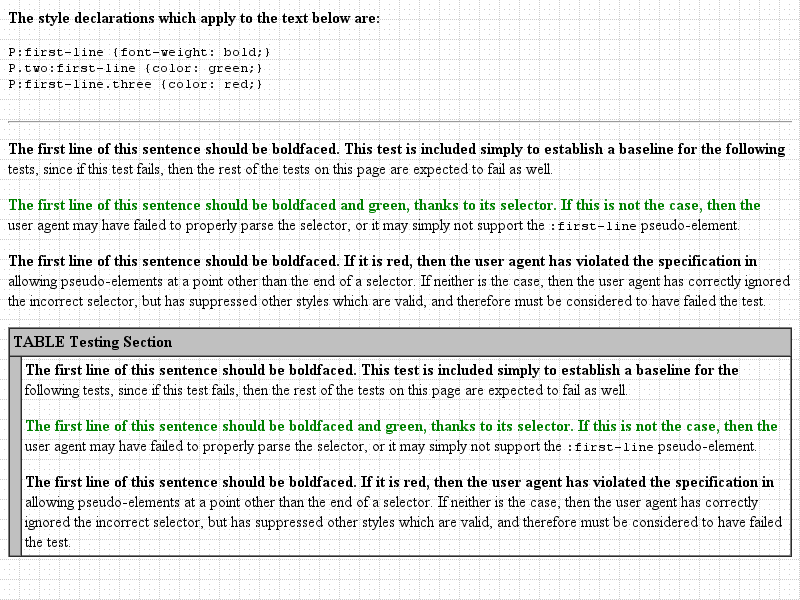 The style declarations which apply to the text below are:
P:first-line {font-weight: bold;}
P.two:first-line {color: green;}
P:first-line.three {color: red;}
The first line of this sentence should be boldfaced. This test is included simply to establish a baseline for the following
tests, since if this test fails, then the rest of the tests on this page are expected to fail as well.
The first line of this sentence should be boldfaced and green, thanks to its selector. If this is not the case, then the
user agent may have failed to properly parse the selector, or it may simply not support the :first-line pseudo-element.
The first line of this sentence should be boldfaced. If it is red, then the user agent has violated the specification in
allowing pseudo-elements at a point other than the end of a selector. If neither is the case, then the user agent has correctly ignored
the incorrect selector, but has suppressed other styles which are valid, and therefore must be considered to have failed the test.
TABLE Testing Section
The first line of this sentence should be boldfaced. This test is included simply to establish a baseline for the
following tests, since if this test fails, then the rest of the tests on this page are expected to fail as well.
The first line of this sentence should be boldfaced and green, thanks to its selector. If this is not the case, then the
user agent may have failed to properly parse the selector, or it may simply not support the :first-line pseudo-element.
The first line of this sentence should be boldfaced. If it is red, then the user agent has violated the specification in
allowing pseudo-elements at a point other than the end of a selector. If neither is the case, then the user agent has correctly
ignored the incorrect selector, but has suppressed other styles which are valid, and therefore must be considered to have failed
the test.